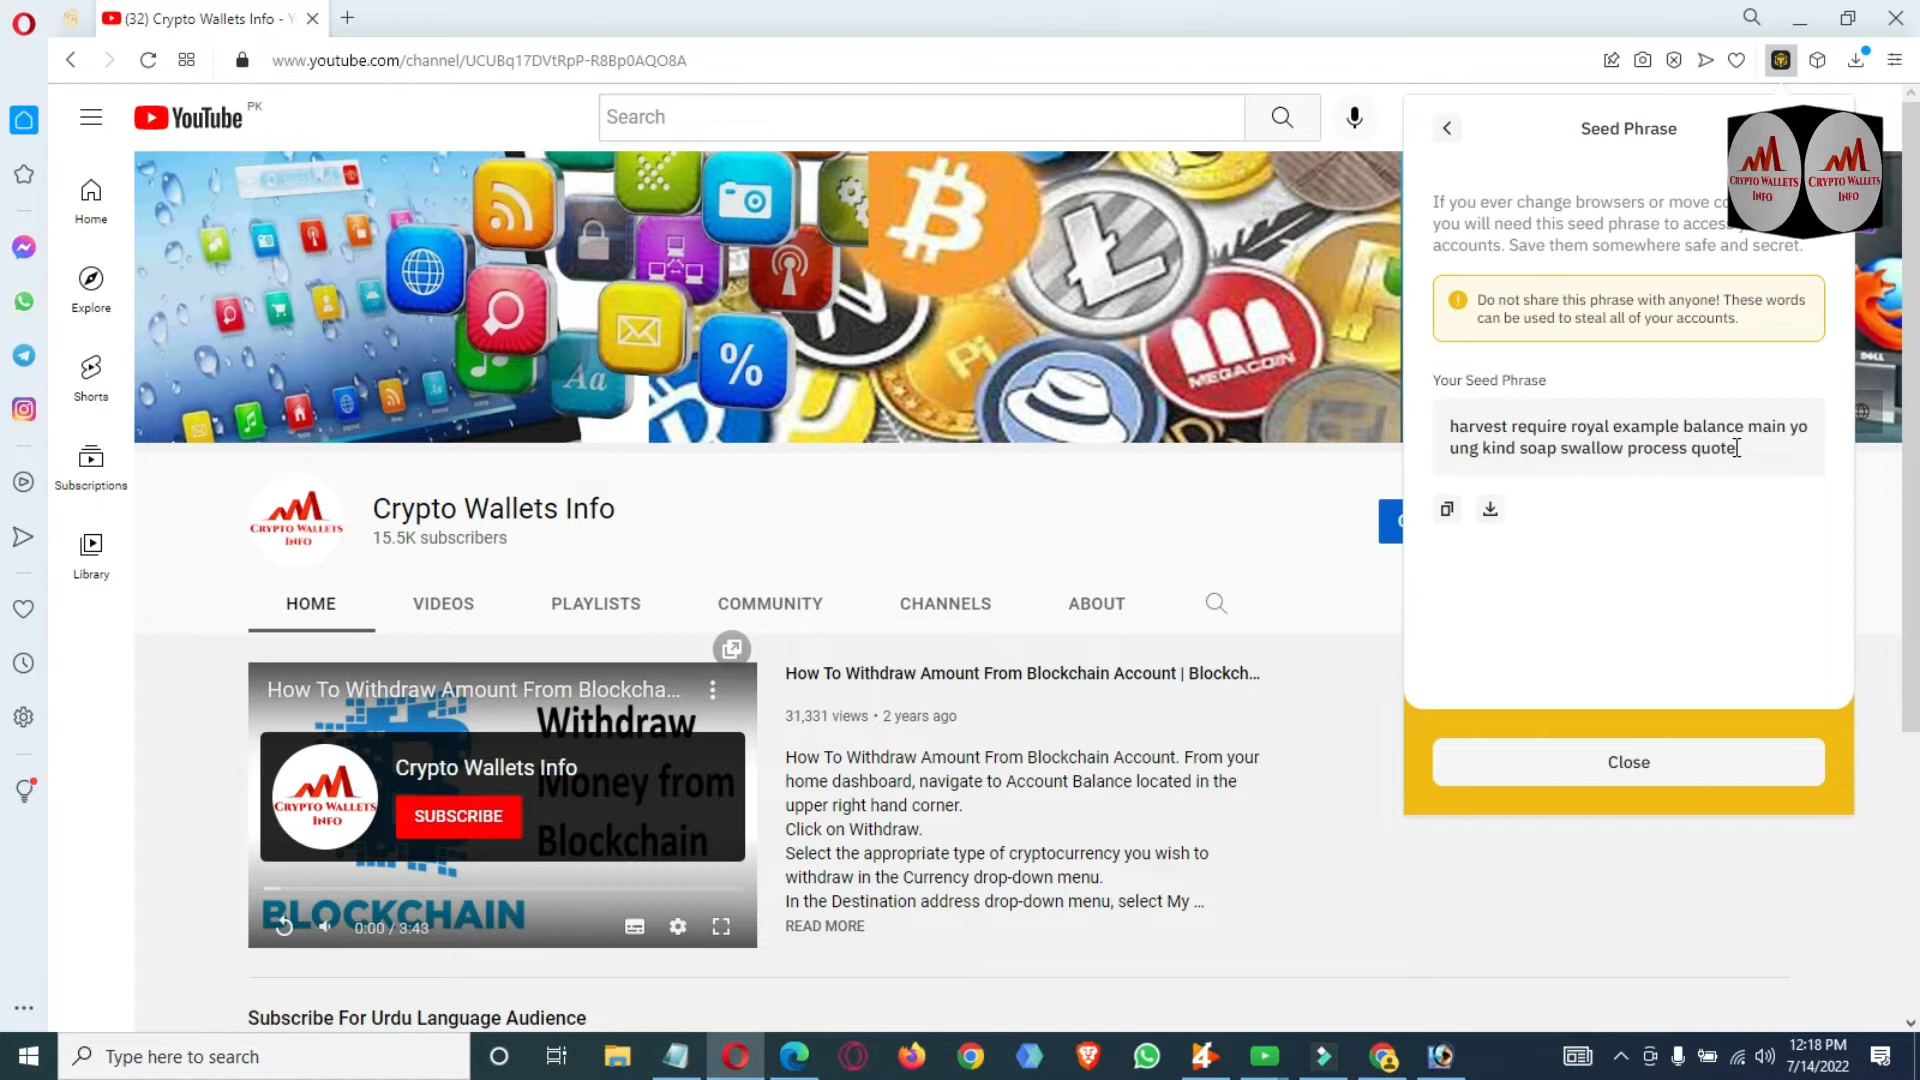 (32) Crypto Wallets Info - Y
www.youtube.com/channel/UCUBq17DVtRpP-R8Bp0AQO8A
YouTube PK
Search
Home
Explore
Shorts
Subscriptions
Library
Aa
%
MEGACOIN
DELL
Crypto Wallets Info
15.5K subscribers
CRYPTO WALLETS
INFO
HOME
VIDEOS
PLAYLISTS
COMMUNITY
CHANNELS
ABOUT
How To Withdraw Amount From Blockcha...
Withdraw
Money from
Blockchain
Crypto Wallets Info
SUBSCRIBE
CRYPTO WALLETS
INFO
BLOCKCHAIN
0:00 / 3:43
How To Withdraw Amount From Blockchain Account | Blockch...
31,331 views • 2 years ago
How To Withdraw Amount From Blockchain Account. From your
home dashboard, navigate to Account Balance located in the
upper right hand corner.
Click on Withdraw.
Select the appropriate type of cryptocurrency you wish to
withdraw in the Currency drop-down menu.
In the Destination address drop-down menu, select My ...
READ MORE
Subscribe For Urdu Language Audience
Seed Phrase
CRYPTO WALLETS
INFO
CRYPTO WALLETS
INFO
If you ever change browsers or move co
you will need this seed phrase to access
accounts. Save them somewhere safe and secret.
Do not share this phrase with anyone! These words
can be used to steal all of your accounts.
Your Seed Phrase
harvest require royal example balance main yo
ung kind soap swallow process quote
Close
Type here to search
12:18 PM
7/14/2022